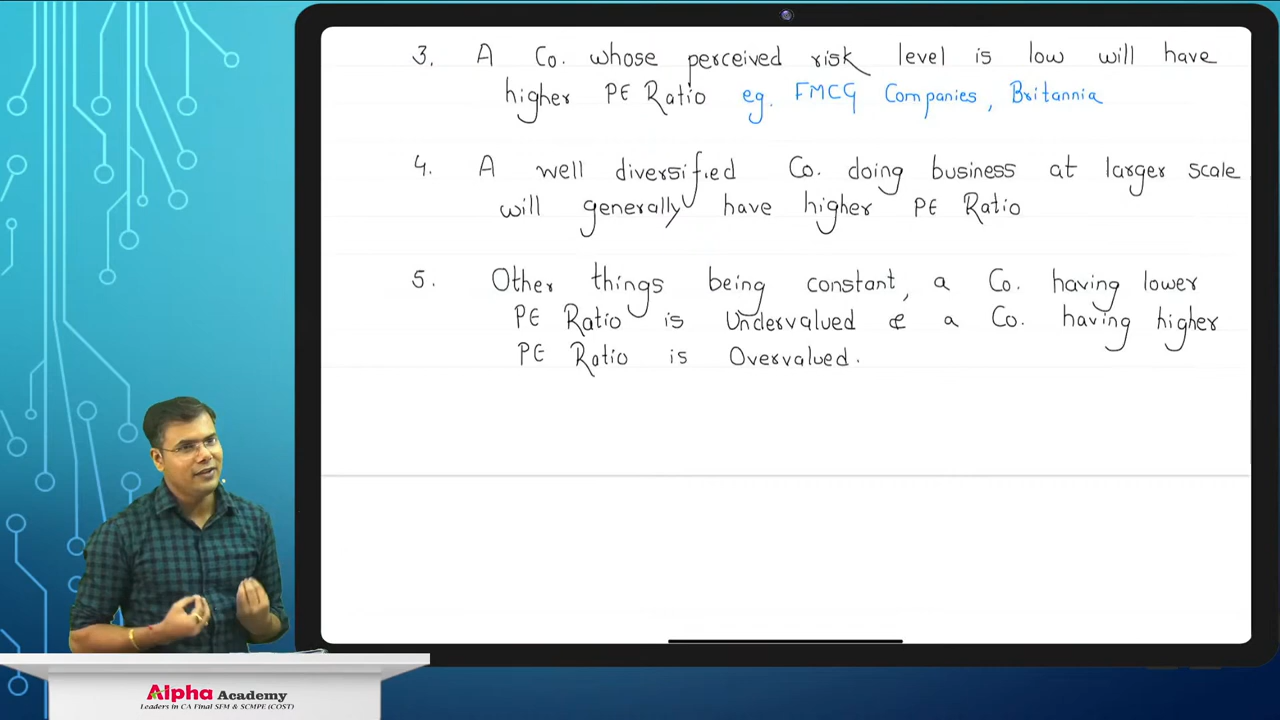 3. A Co. whose perceived risk level is low will have
higher PE Ratio eg. FMCG Companies, Britannia
4. A well diversified Co. doing business at larger scale
will generally have higher PE Ratio
5. Other things being constant, a Co. having lower
PE Ratio is Undervalued & a Co. having higher
PE Ratio is Overvalued.
Alpha Academy
Leaders in CA Final SFM & SCMPE (COST)